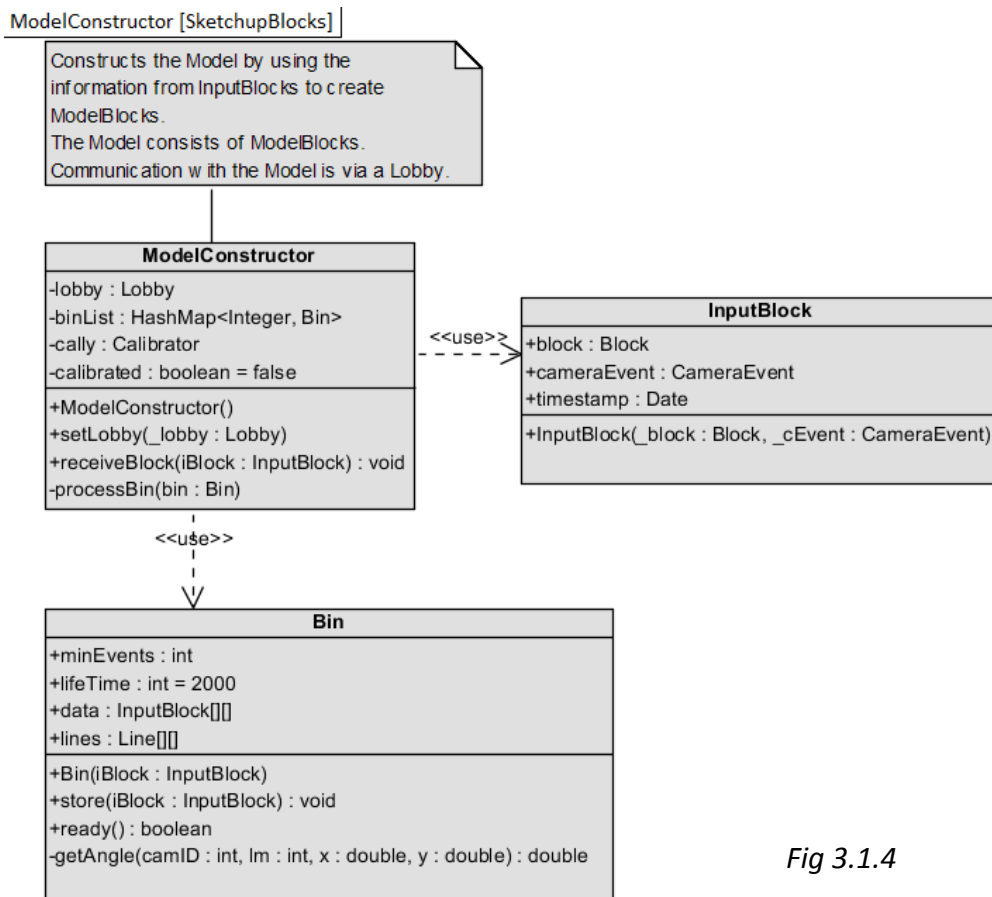 ModelConstructor [SketchupBlocks]
Constructs the Model by using the
information from InputBlocks to create
ModelBlocks.
The Model consists of ModelBlocks.
Communication with the Model is via a Lobby.
ModelConstructor
-lobby : Lobby
-binList : HashMap<Integer, Bin>
-cally : Calibrator
-calibrated : boolean = false
+ModelConstructor()
+setLobby(_lobby : Lobby)
+receiveBlock(iBlock : InputBlock) : void
-processBin(bin : Bin)
<<use>>
InputBlock
+block : Block
+cameraEvent : CameraEvent
+timestamp : Date
+InputBlock(_block : Block, _cEvent : CameraEvent)
<<use>>
Bin
+minEvents : int
+lifeTime : int = 2000
+data : InputBlock[][]
+lines : Line[][]
+Bin(iBlock : InputBlock)
+store(iBlock : InputBlock) : void
+ready() : boolean
-getAngle(camID : int, lm : int, x : double, y : double) : double
Fig 3.1.4